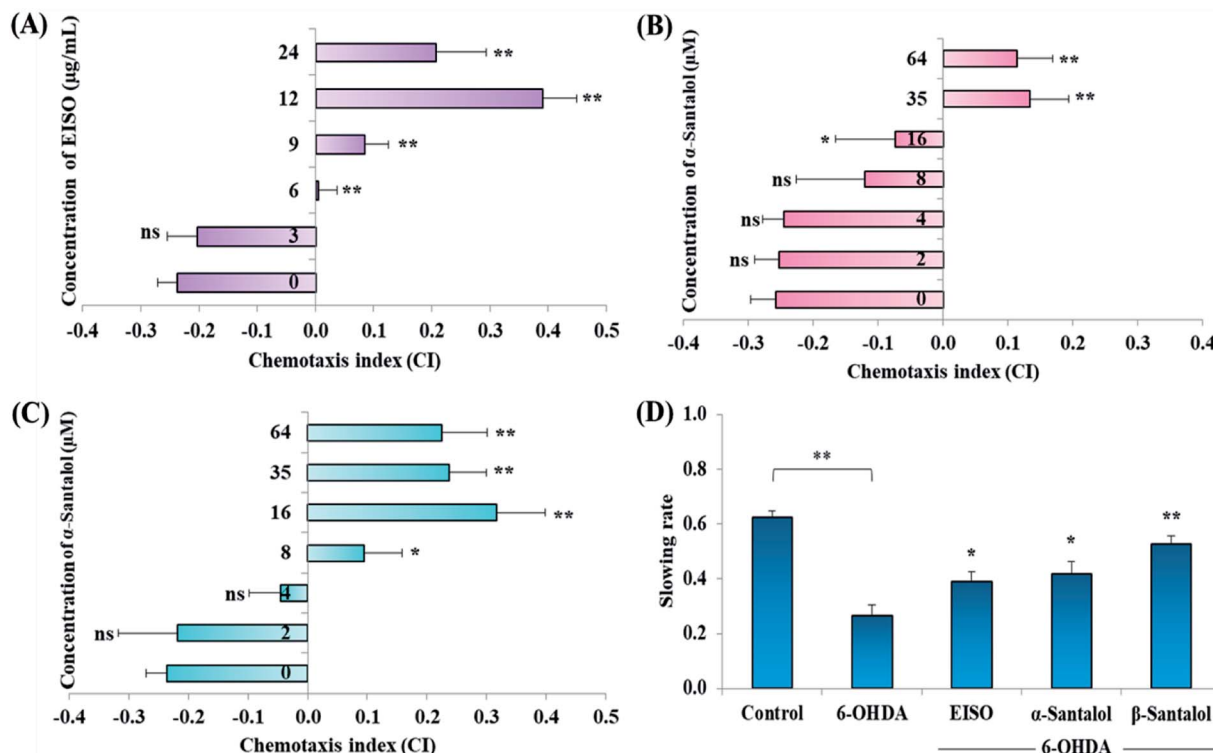 (A)
Concentration of EISO (µg/mL)
24
**
12
**
9
**
6
**
ns
3
0
-0.4 -0.3 -0.2 -0.1 0.0 0.1 0.2 0.3 0.4 0.5
Chemotaxis index (CI)
(B)
Concentration of α-Santalol (µM)
64
**
35
**
*
16
ns
8
ns
4
ns
2
0
-0.4 -0.3 -0.2 -0.1 0.0 0.1 0.2 0.3 0.4
Chemotaxis index (CI)
(C)
Concentration of α-Santalol (µM)
64
**
35
**
16
**
8
*
ns
4
ns
2
0
-0.4 -0.3 -0.2 -0.1 0.0 0.1 0.2 0.3 0.4 0.5
Chemotaxis index (CI)
(D)
Slowing rate
1.0
0.8
0.6
0.4
0.2
0.0
**
*
*
**
Control 6-OHDA EISO α-Santalol β-Santalol
6-OHDA